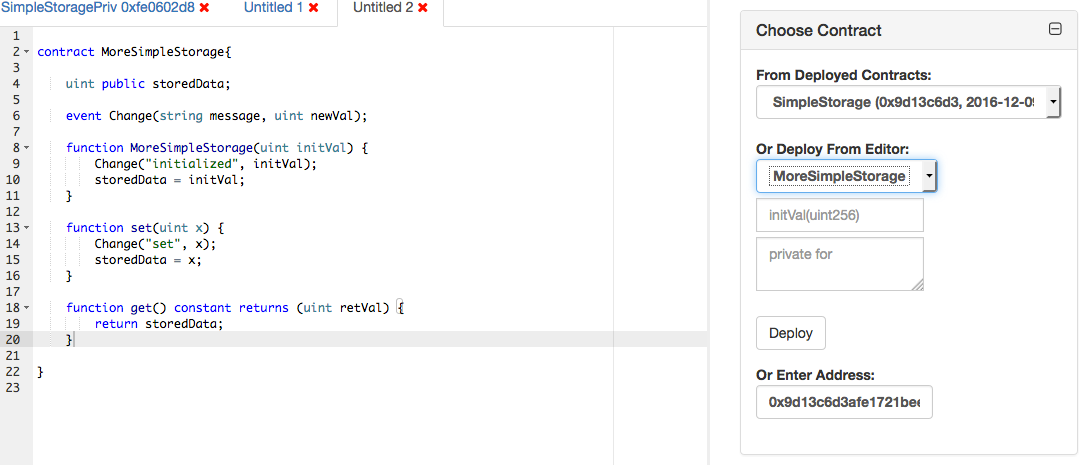 SimpleStoragePriv 0xfe0602d8 ✖ Untitled 1 ✖ Untitled 2 ✖
1
2 contract MoreSimpleStorage{
3
4 uint public storedData;
5
6 event Change(string message, uint newVal);
7
8 function MoreSimpleStorage(uint initVal) {
9 Change("initialized", initVal);
10 storedData = initVal;
11 }
12
13 function set(uint x) {
14 Change("set", x);
15 storedData = x;
16 }
17
18 function get() constant returns (uint retVal) {
19 return storedData;
20 }
21
22 }
23
Choose Contract
From Deployed Contracts:
SimpleStorage (0x9d13c6d3, 2016-12-0
Or Deploy From Editor:
MoreSimpleStorage
initVal(uint256)
private for
Deploy
Or Enter Address:
0x9d13c6d3afe1721bee